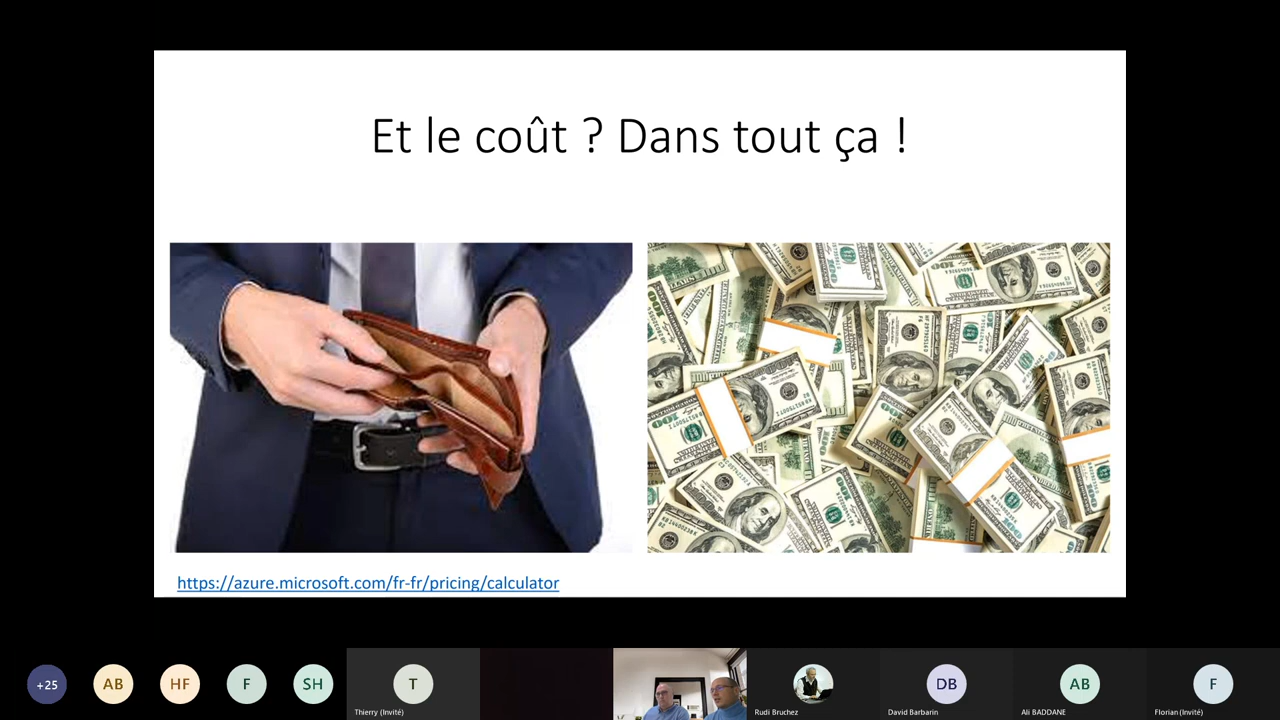 Et le coût ? Dans tout ça !
https://azure.microsoft.com/fr-fr/pricing/calculator
+25
AB
HF
F
SH
T
DB
AB
F
Thierry (Invité)
Rudi Bruchez
David Barbarin
Ali BADDANE
Florian (Invité)